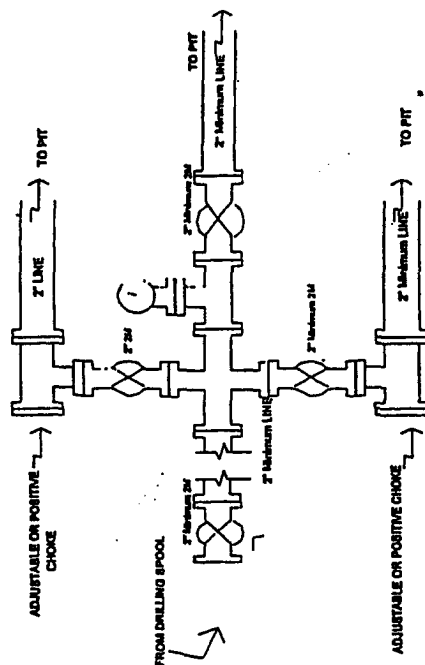 TO PIT
2" LINE
2" 2M
ADJUSTABLE OR POSITIVE
CHOKE
TO PIT
2" Minimum LINE
2" Minimum 2M
2" Minimum LINE
2" Minimum 2M
FROM DRILLING SPOOL
TO PIT
2" Minimum LINE
2" Minimum 2M
ADJUSTABLE OR POSITIVE CHOKE